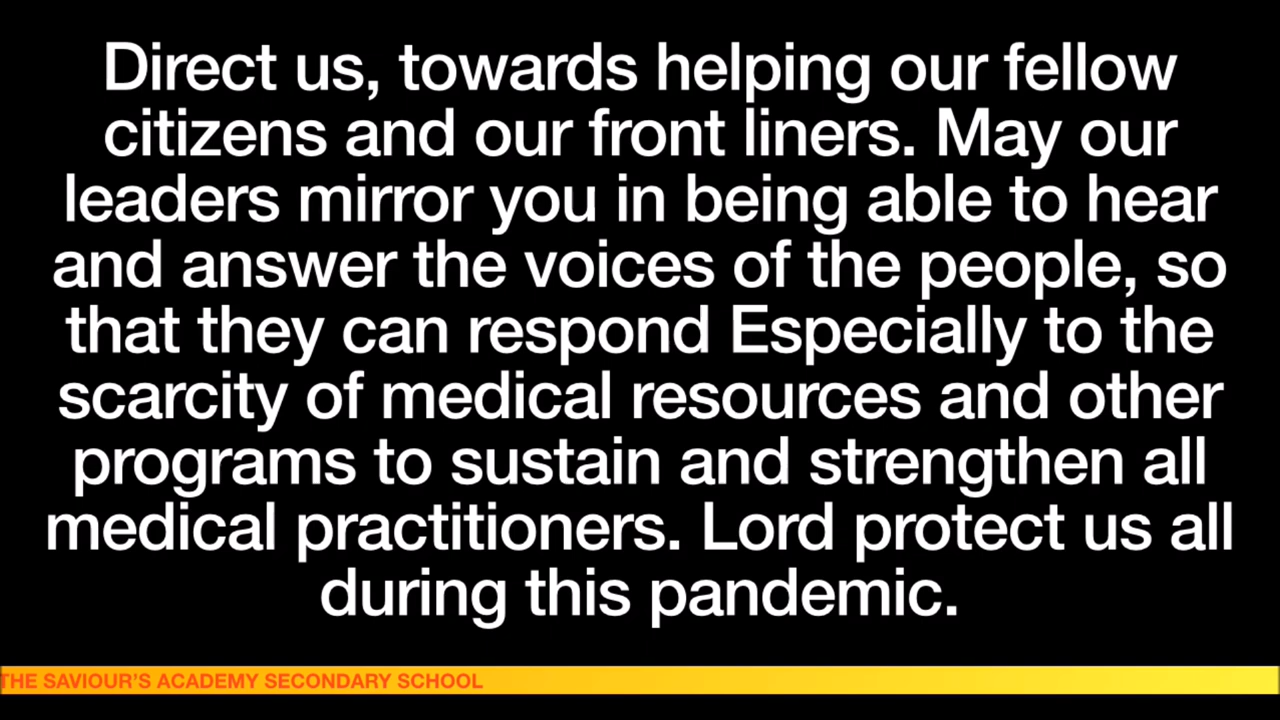 Direct us, towards helping our fellow
citizens and our front liners. May our
leaders mirror you in being able to hear
and answer the voices of the people, so
that they can respond Especially to the
scarcity of medical resources and other
programs to sustain and strengthen all
medical practitioners. Lord protect us all
during this pandemic.
THE SAVIOUR'S ACADEMY SECONDARY SCHOOL